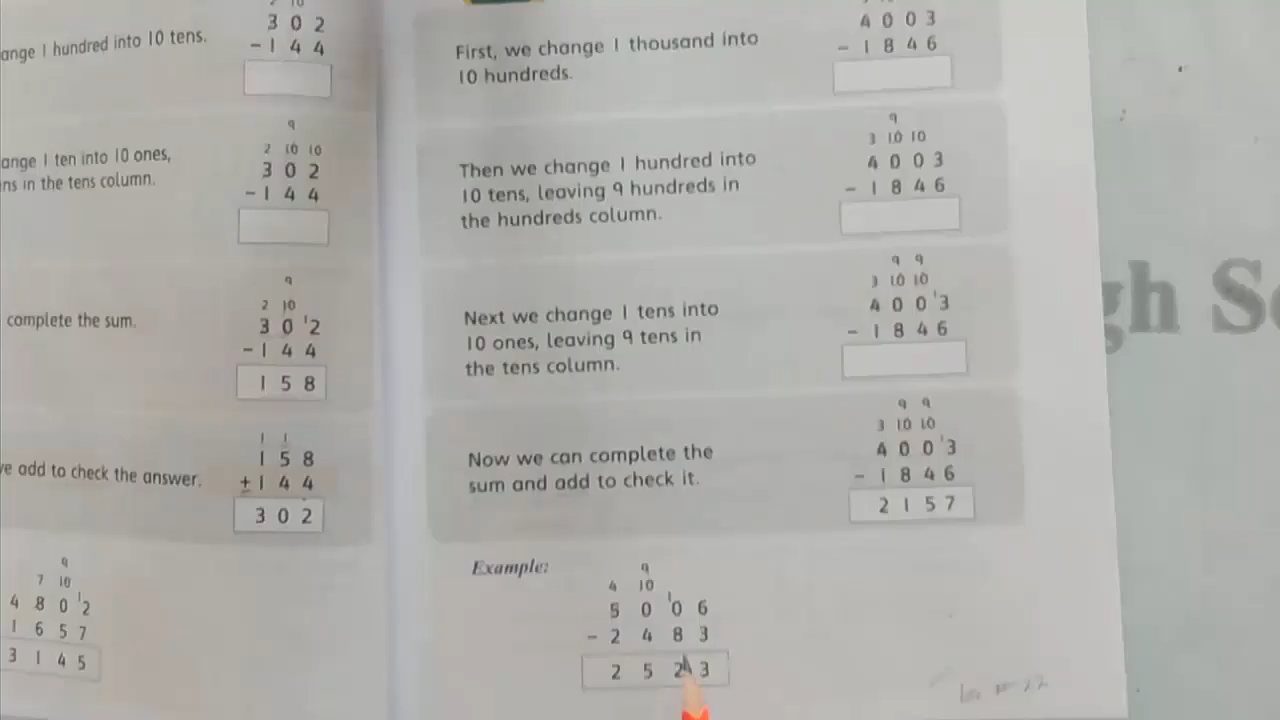 2 10
3 0 2
ange 1 hundred into 10 tens.
- 1 4 4
9
2 10 10
ange 1 ten into 10 ones,
3 0 2
ns in the tens column.
- 1 4 4
9
2 10
complete the sum.
3 0 1 2
- 1 4 4
1 5 8
1 1
1 5 8
e add to check the answer.
+ 1 4 4
3 0 2
9
7 10
4 8 0 1 2
1 6 5 7
3 1 4 5
4 0 0 3
First, we change 1 thousand into
- 1 8 4 6
10 hundreds.
9
3 10 10
Then we change 1 hundred into
4 0 0 3
10 tens, leaving 9 hundreds in
- 1 8 4 6
the hundreds column.
9 9
3 10 10
Next we change 1 tens into
4 0 0 1 3
10 ones, leaving 9 tens in
- 1 8 4 6
the tens column.
9 9
3 10 10
Now we can complete the
4 0 0 1 3
sum and add to check it.
- 1 8 4 6
2 1 5 7
Example:
9
4 10
5 0 1 0 6
- 2 4 8 3
2 5 2 3
gh S